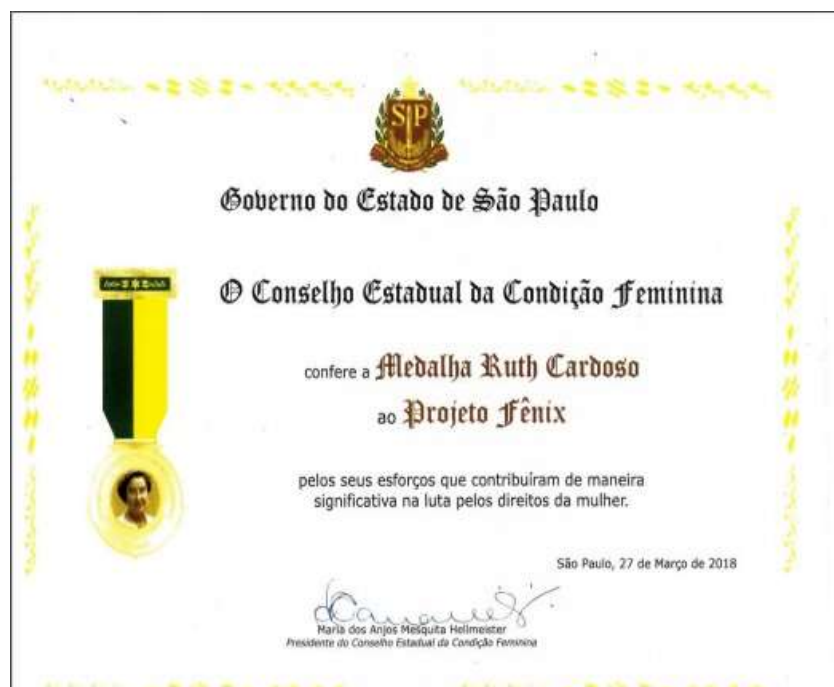 SP
Governo do Estado de São Paulo
O Conselho Estadual da Condição Feminina
confere a Medalha Ruth Cardoso
ao Projeto Fênix
pelos seus esforços que contribuíram de maneira
significativa na luta pelos direitos da mulher.
São Paulo, 27 de Março de 2018
Maria dos Anjos Mesquita Hellmeister
Presidente do Conselho Estadual da Condição Feminina